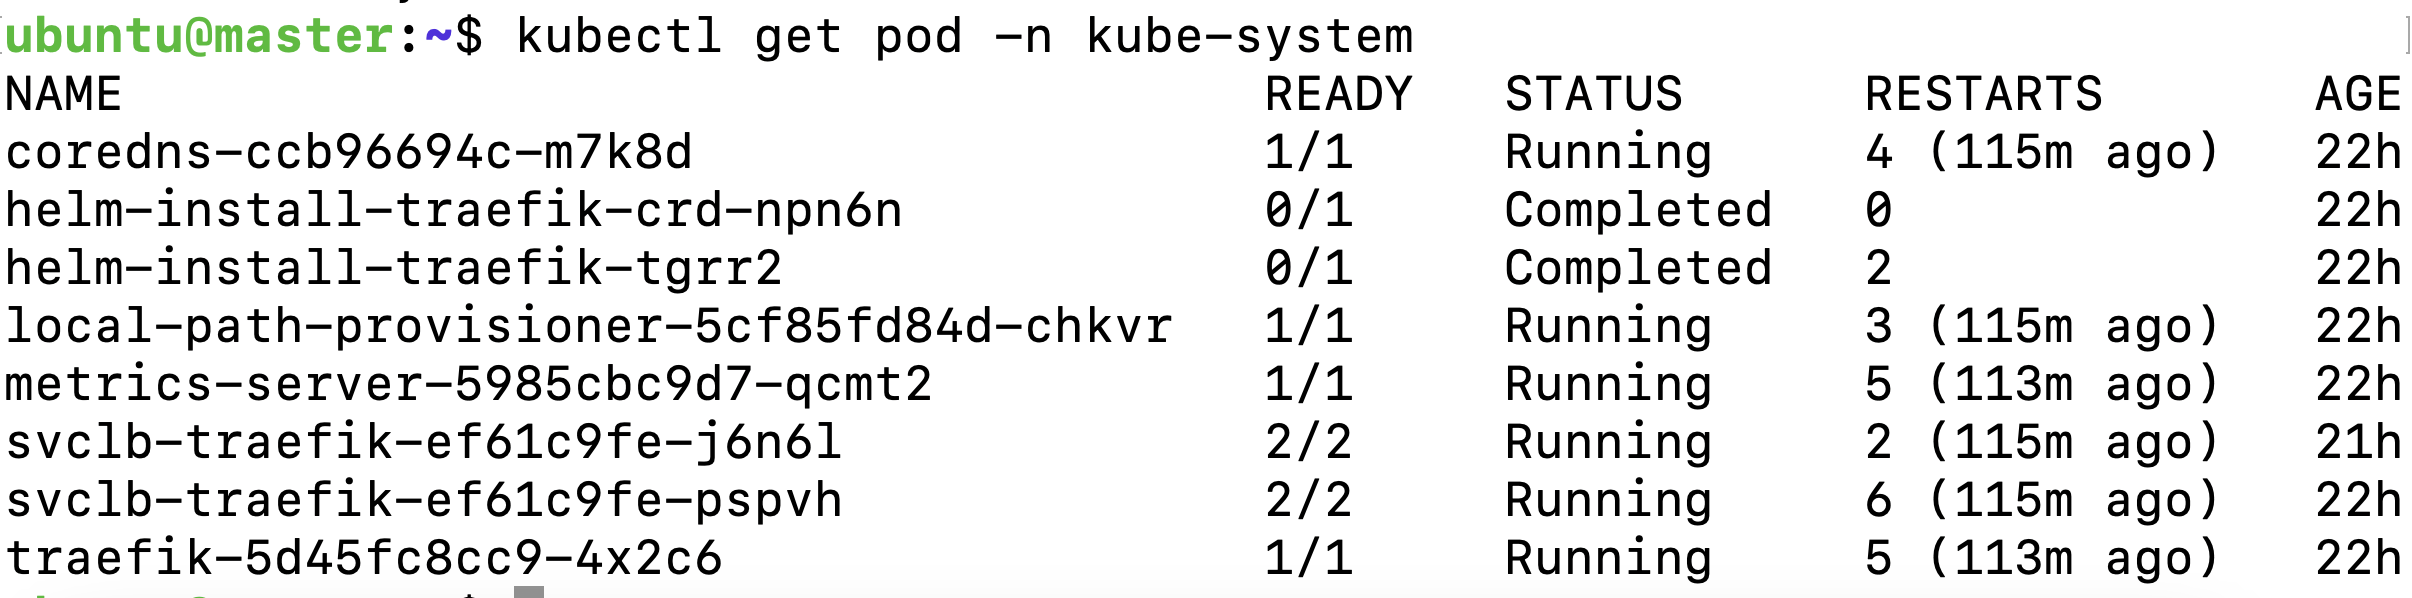 ubuntu@master:~$ kubectl get pod -n kube-system
NAME READY STATUS RESTARTS AGE
coredns-ccb96694c-m7k8d 1/1 Running 4 (115m ago) 22h
helm-install-traefik-crd-npn6n 0/1 Completed 0 22h
helm-install-traefik-tgrr2 0/1 Completed 2 22h
local-path-provisioner-5cf85fd84d-chkvr 1/1 Running 3 (115m ago) 22h
metrics-server-5985cbc9d7-qcmt2 1/1 Running 5 (113m ago) 22h
svclb-traefik-ef61c9fe-j6n6l 2/2 Running 2 (115m ago) 21h
svclb-traefik-ef61c9fe-pspvh 2/2 Running 6 (115m ago) 22h
traefik-5d45fc8cc9-4x2c6 1/1 Running 5 (113m ago) 22h